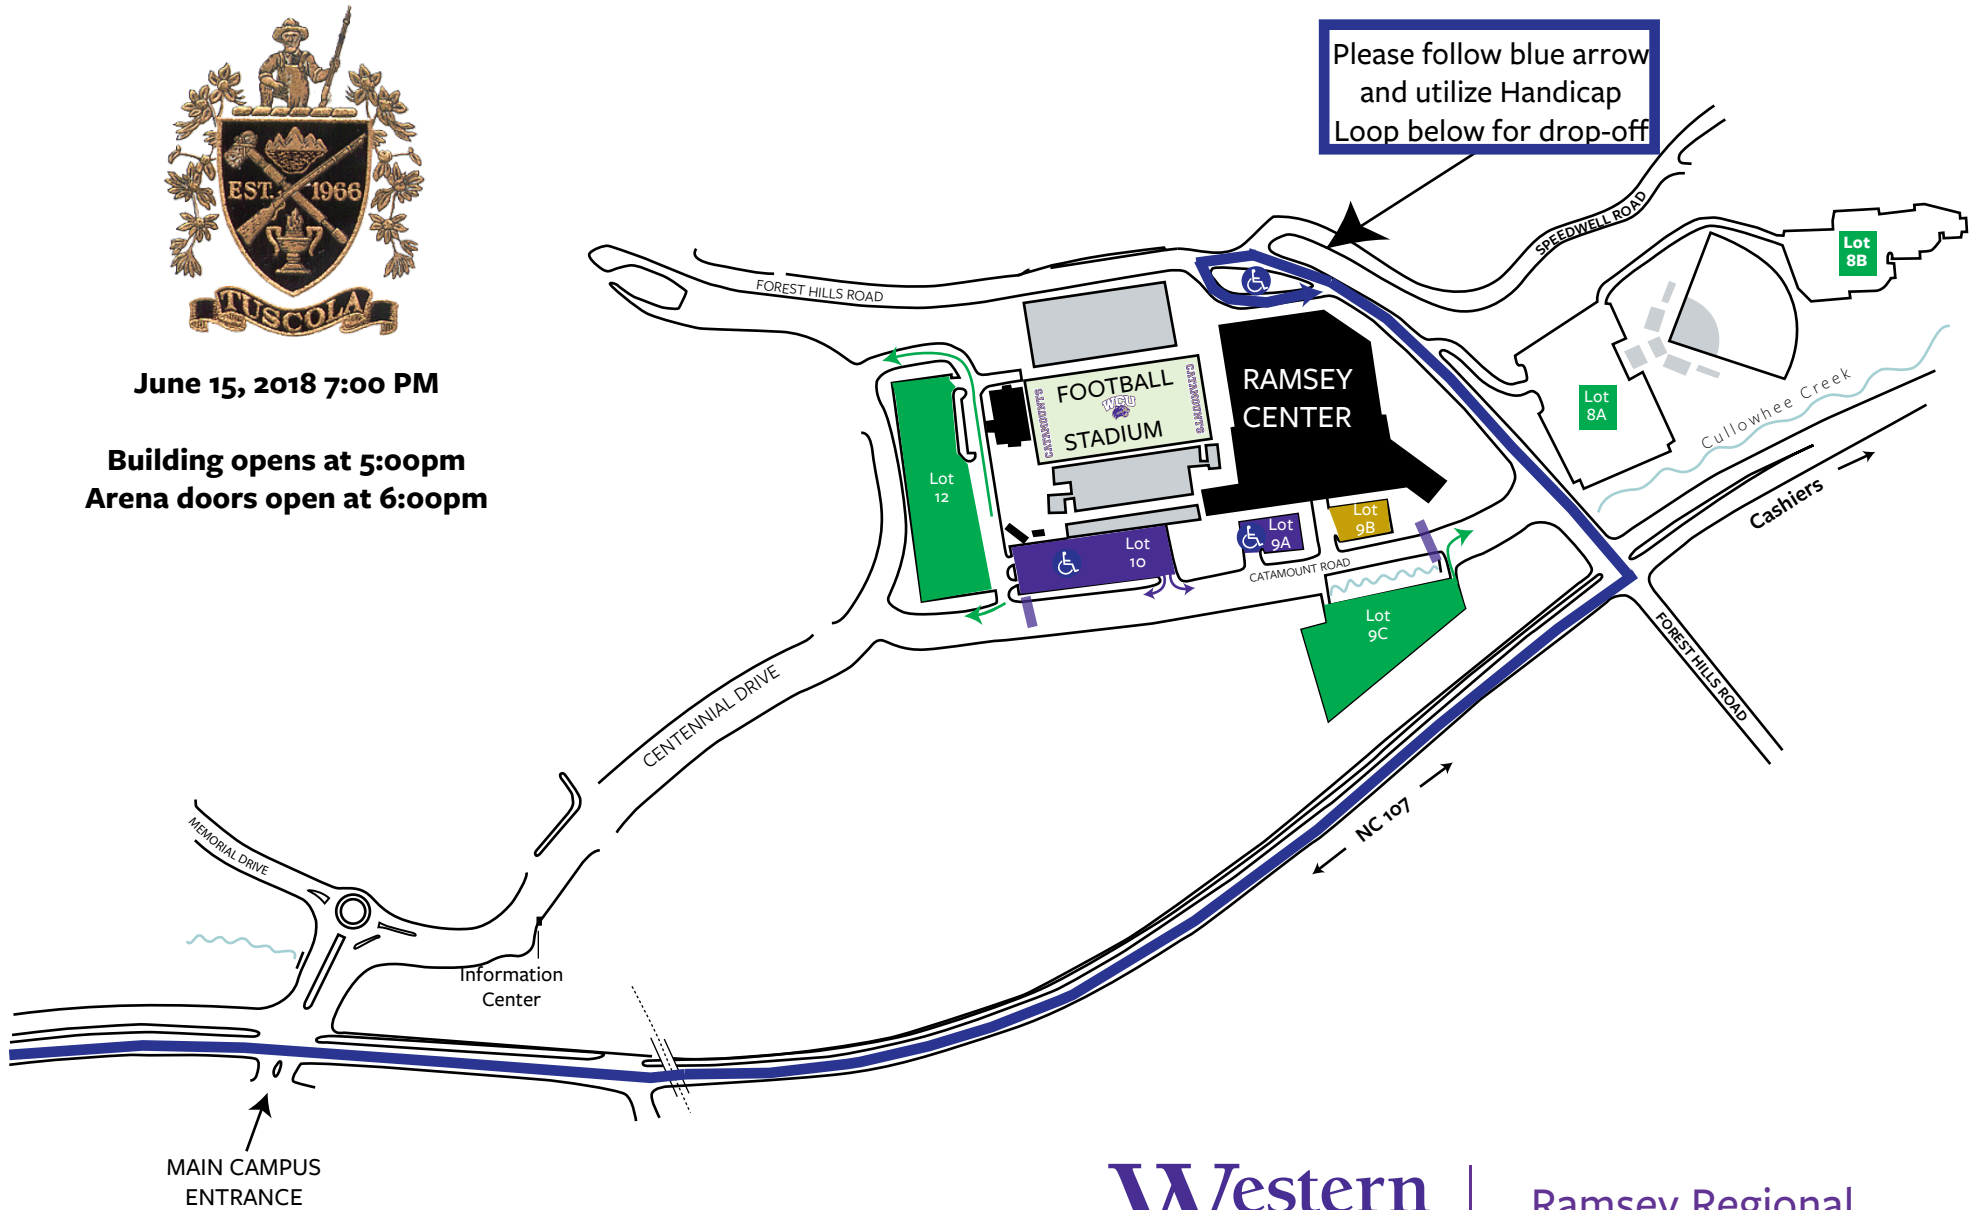 EST. 1966
TUSCOLA
June 15, 2018 7:00 PM
Building opens at 5:00pm
Arena doors open at 6:00pm
Please follow blue arrow
and utilize Handicap
Loop below for drop-off
SPEEDWELL ROAD
Lot
8B
FOREST HILLS ROAD
FOOTBALL
WCU
STADIUM
CATAMOUNTS
CATAMOUNTS
RAMSEY
CENTER
Lot
8A
Cullowhee Creek
Cashiers
Lot
12
Lot
10
Lot
9A
Lot
9B
CATAMOUNT ROAD
Lot
9C
FOREST HILLS ROAD
CENTENNIAL DRIVE
NC 107
MEMORIAL DRIVE
Information
Center
MAIN CAMPUS
ENTRANCE
Western
Ramsey Regional